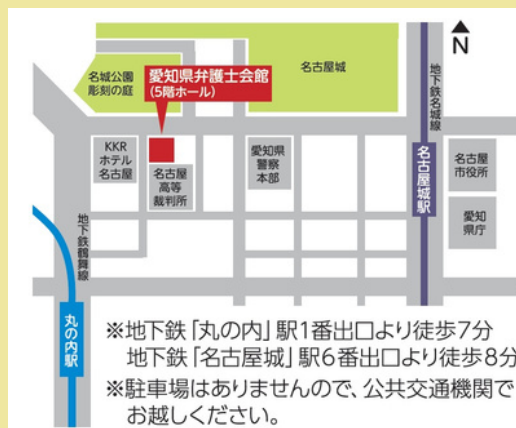 N
名古屋城
名城公園
彫刻の庭
愛知県弁護士会館
(5階ホール)
地下鉄名城線
KKR
ホテル
名古屋
名古屋
高等
裁判所
愛知県
警察
本部
名古屋城駅
名古屋
市役所
愛知
県庁
地下鉄鶴舞線
丸の内駅
※地下鉄「丸の内」駅1番出口より徒歩7分
地下鉄「名古屋城」駅6番出口より徒歩8分
※駐車場はありませんので、公共交通機関で
お越しください。